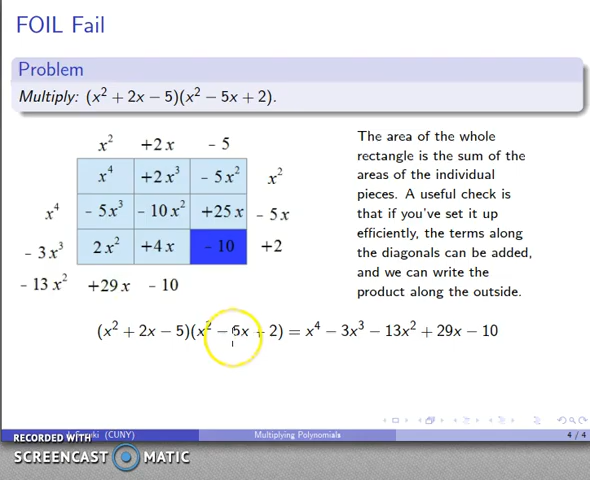 FOIL Fail
Problem
Multiply: (x² + 2x − 5)(x² − 5x + 2).
x² +2x - 5
x⁴ +2x³ - 5x² x²
x⁴ - 5x³ - 10x² +25x - 5x
- 3x³ 2x² +4x - 10 +2
- 13x² +29x - 10
The area of the whole
rectangle is the sum of the
areas of the individual
pieces. A useful check is
that if you've set it up
efficiently, the terms along
the diagonals can be added,
and we can write the
product along the outside.
(x² + 2x − 5)(x² − 5x + 2) = x⁴ − 3x³ − 13x² + 29x − 10
(CUNY) Multiplying Polynomials 4 / 4
RECORDED WITH
SCREENCAST MATIC